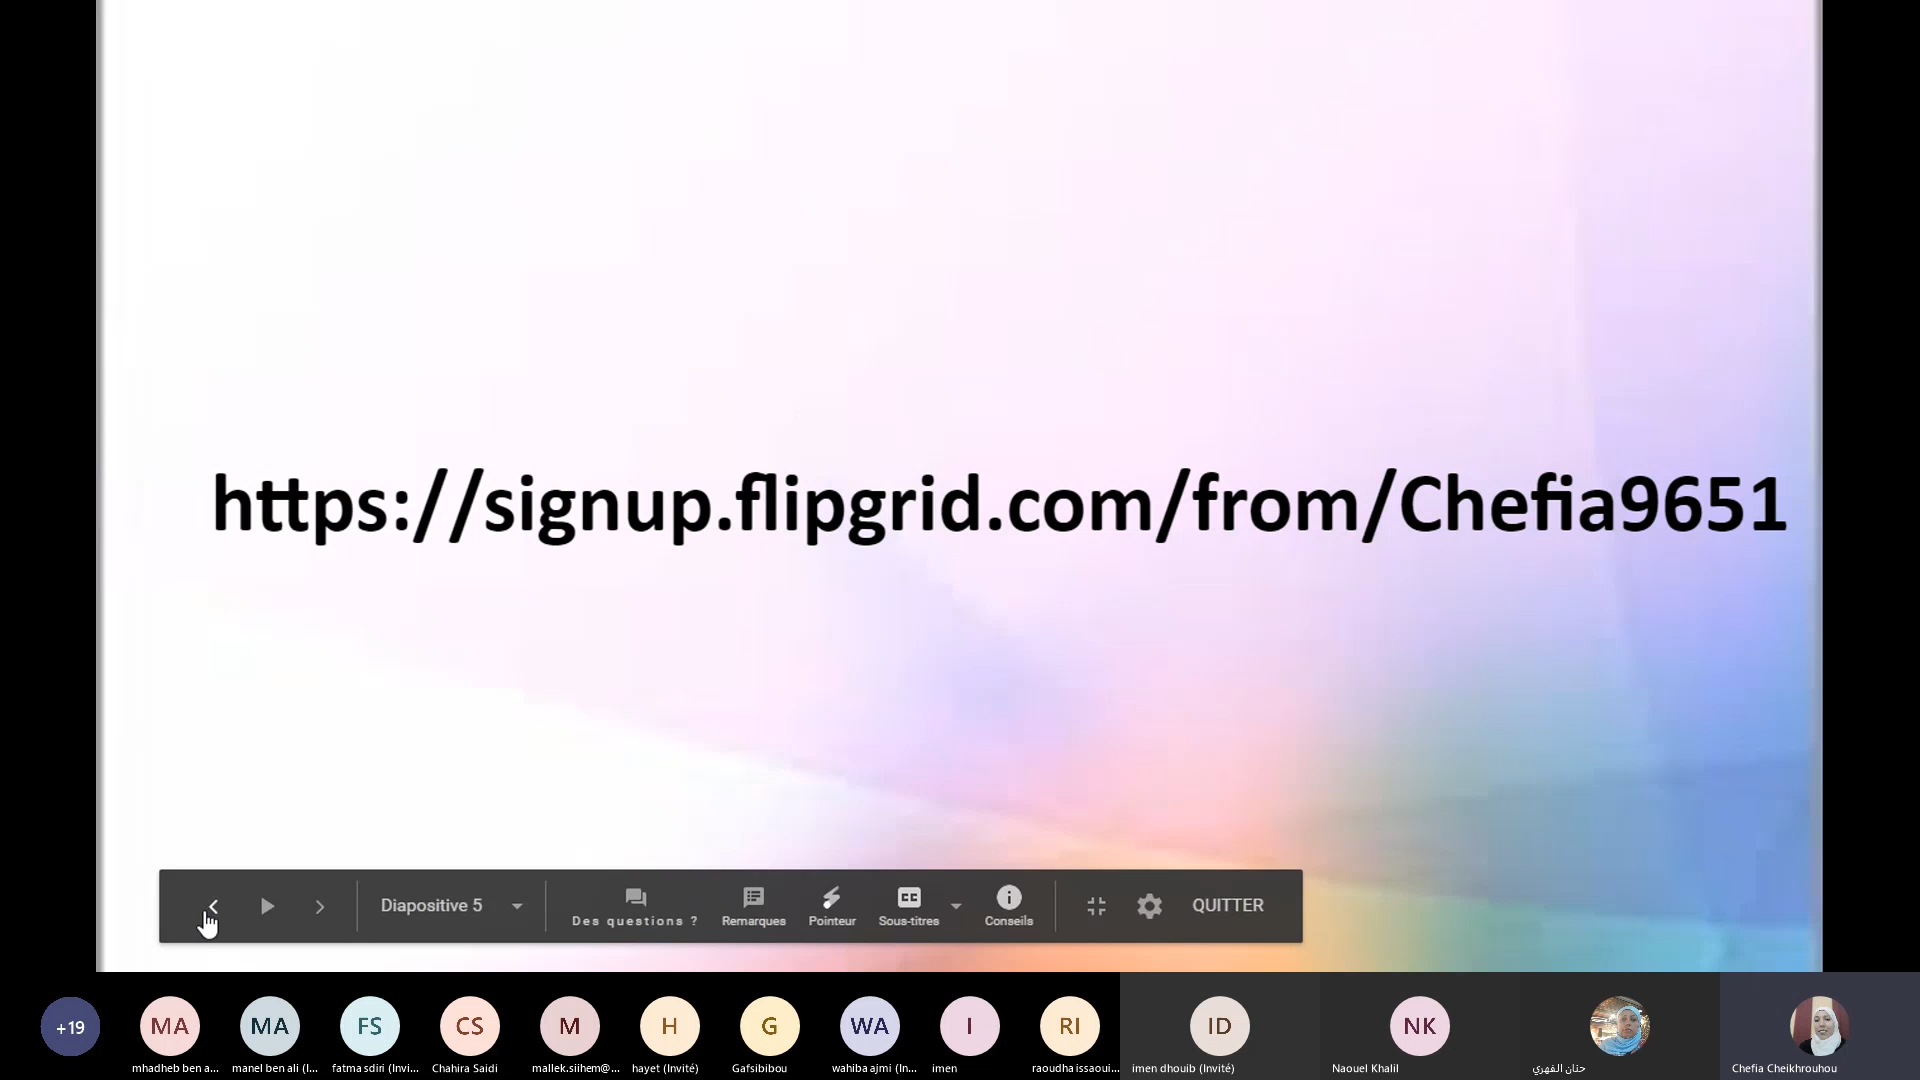 https://signup.flipgrid.com/from/Chefia9651
Diapositive 5
Des questions ?
Remarques
Pointeur
CC
Sous-titres
Conseils
QUITTER
+19
MA
MA
FS
CS
M
H
G
WA
I
RI
ID
NK
mhadheb ben a...
manel ben ali (I...
fatma sdiri (Invi...
Chahira Saidi
mallek.siihem@...
hayet (Invité)
Gafsibibou
wahiba ajmi (In...
imen
raoudha issaoui...
imen dhouib (Invité)
Naouel Khalil
حنان الفهري
Chefia Cheikhrouhou